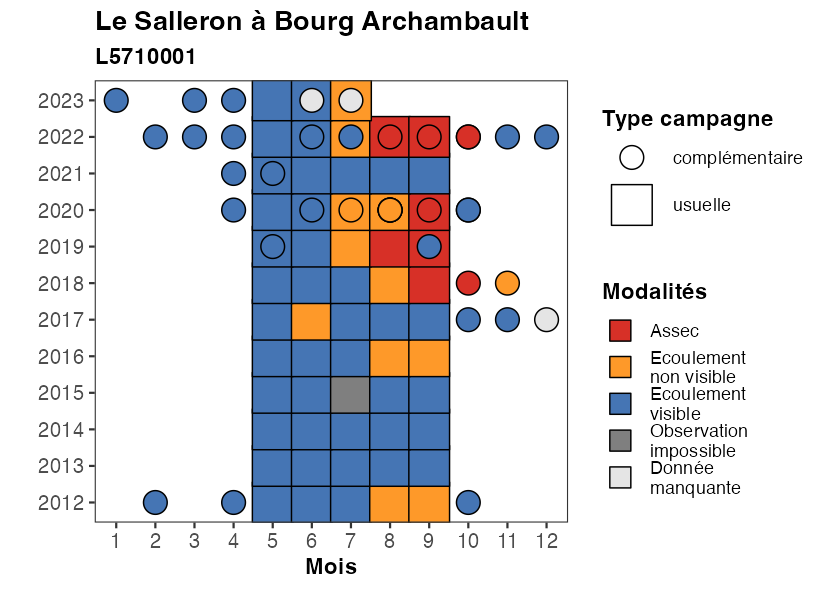 Le Salleron à Bourg Archambault
L5710001
2023
2022
2021
2020
2019
2018
2017
2016
2015
2014
2013
2012
1 2 3 4 5 6 7 8 9 10 11 12
Mois
Type campagne
complémentaire
usuelle
Modalités
Assec
Ecoulement
non visible
Ecoulement
visible
Observation
impossible
Donnée
manquante